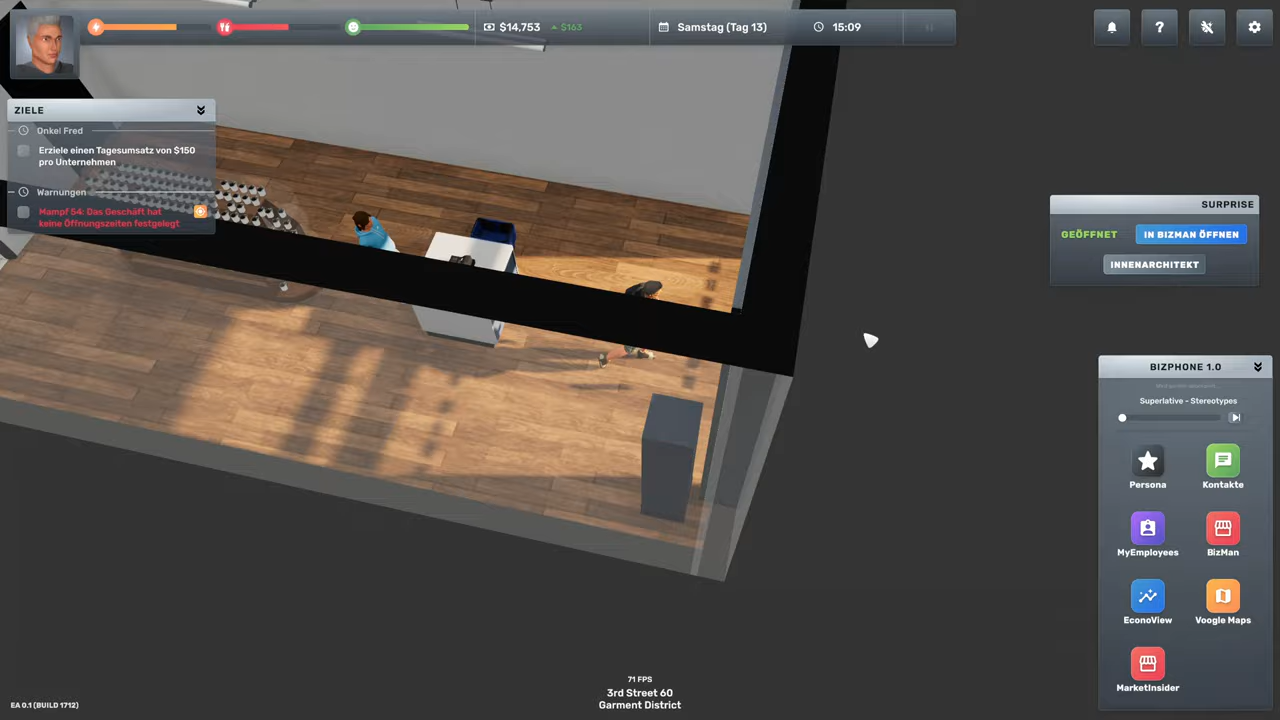 $14,753
$163
Samstag (Tag 13)
15:09
ZIELE
Onkel Fred
Erziele einen Tagesumsatz von $150
pro Unternehmen
Warnungen
Mampf 54: Das Geschäft hat
keine Öffnungszeiten festgelegt
SURPRISE
GEÖFFNET
IN BIZMAN ÖFFNEN
INNENARCHITEKT
BIZPHONE 1.0
Superlative - Stereotypes
Persona
Kontakte
MyEmployees
BizMan
EconoView
Voogle Maps
MarketInsider
71 FPS
3rd Street 60
Garment District
EA 0.1 (BUILD 1712)